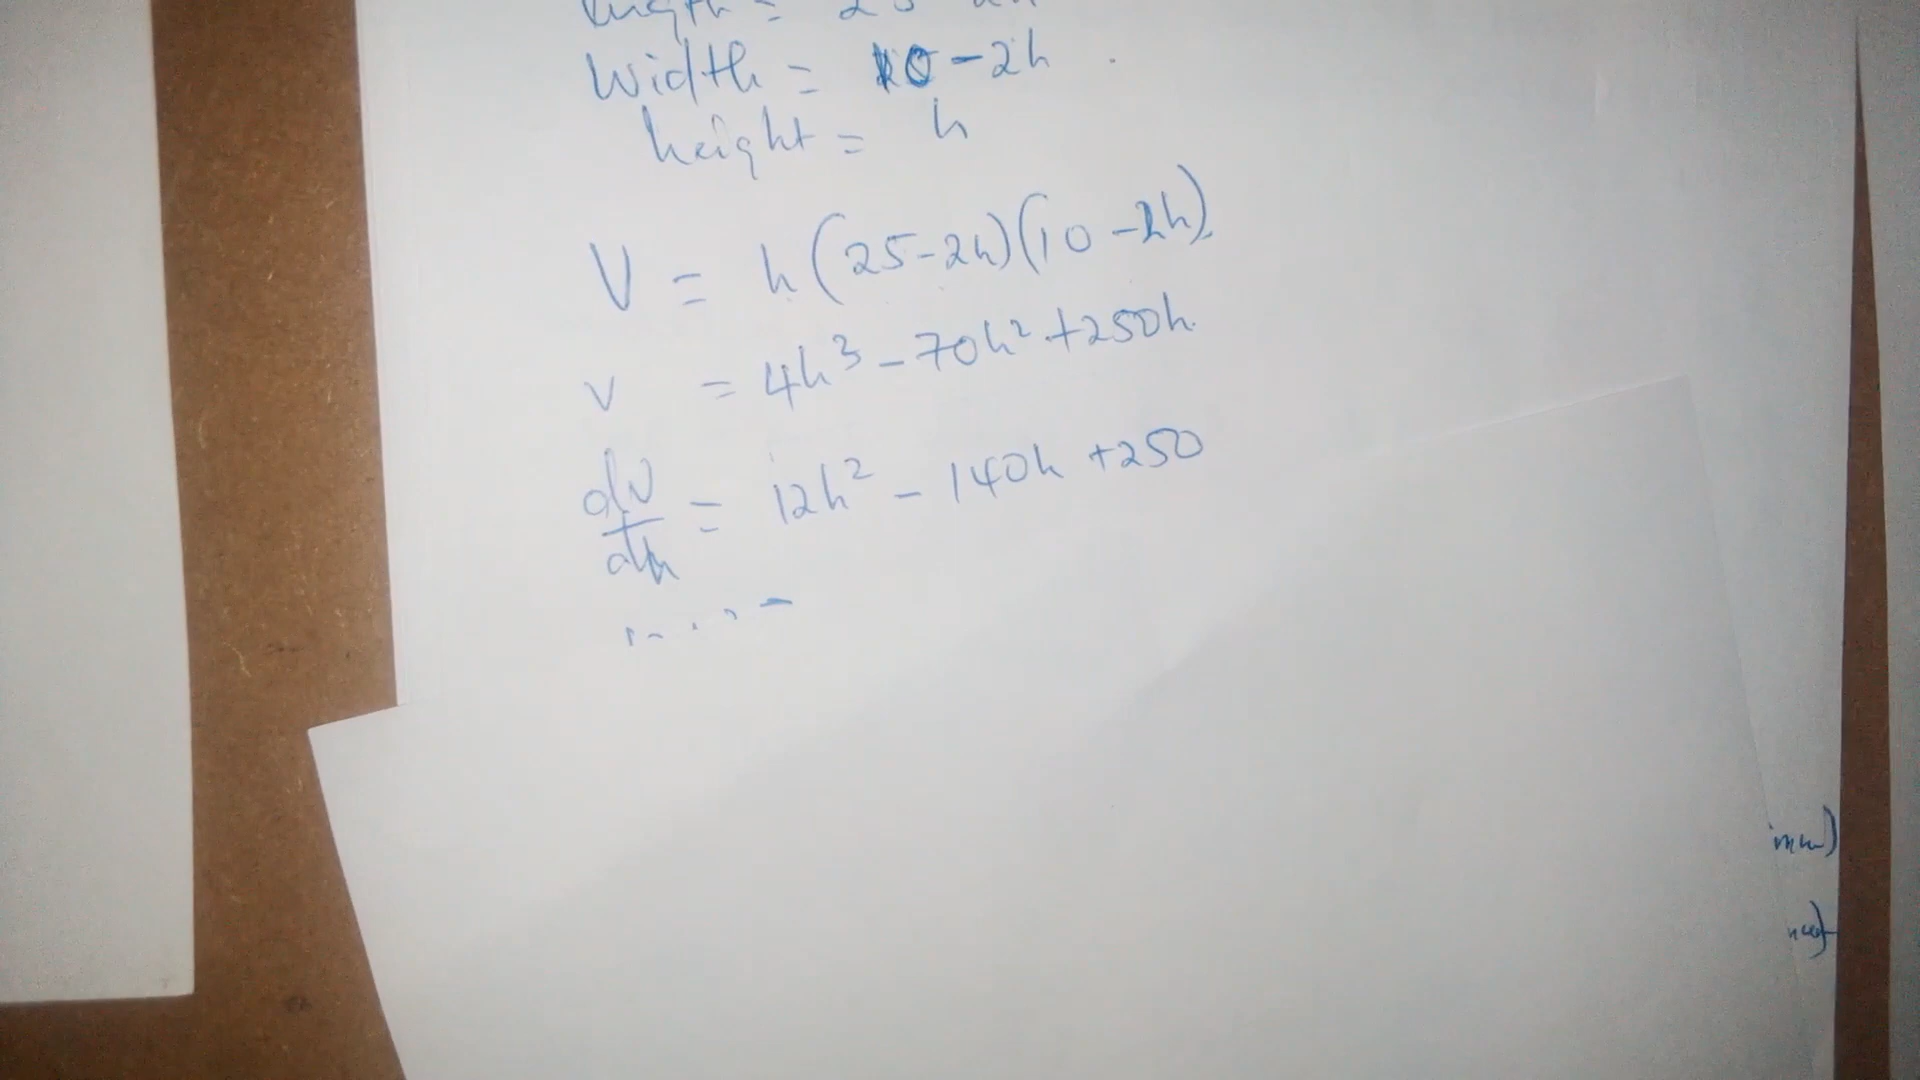 Width = 10 - 2h
height = h
V = h(25-2h)(10-2h)
V = 4h³ - 70h² + 250h
dv/dh = 12h² - 140h + 250